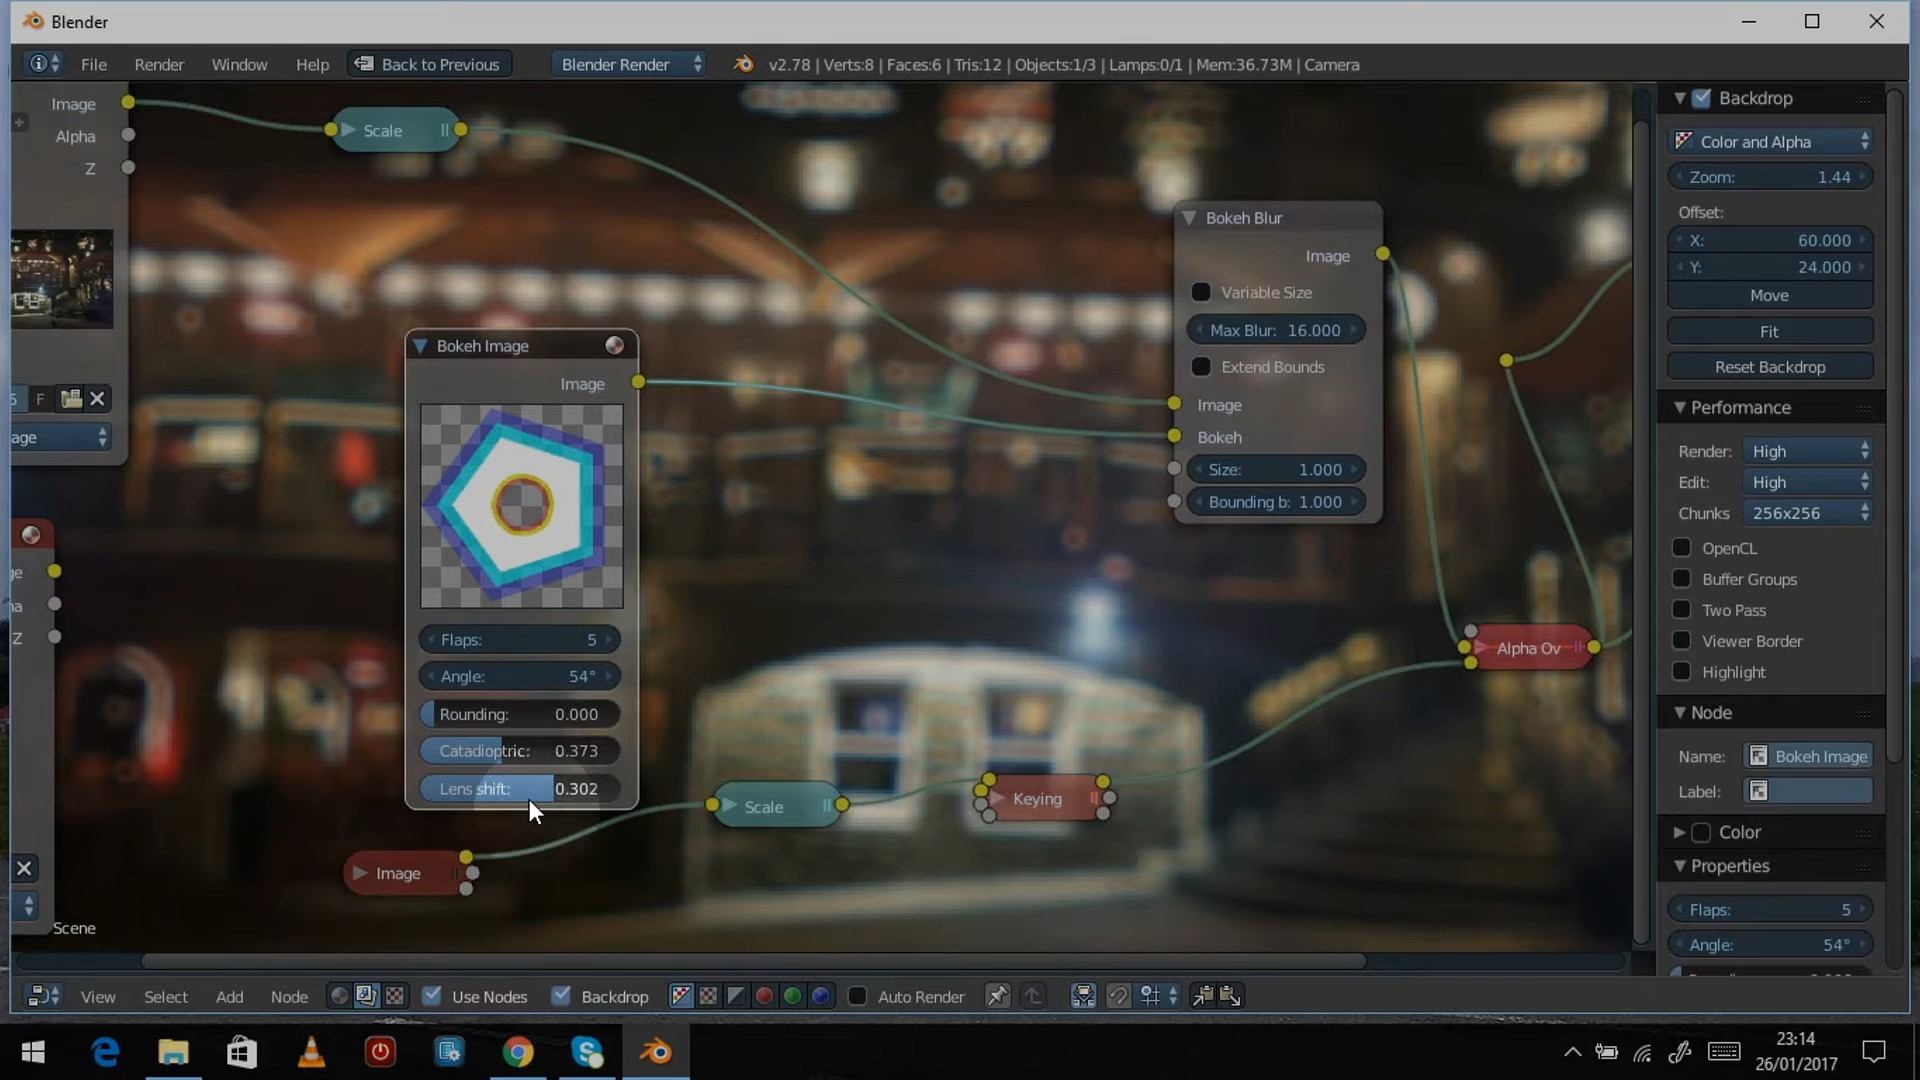 Blender
File Render Window Help Back to Previous Blender Render v2.78 | Verts:8 | Faces:6 | Tris:12 | Objects:1/3 | Lamps:0/1 | Mem:36.73M | Camera
Image
Alpha
Z
Scale
F
age
ge
Z
Bokeh Image
Image
Flaps: 5
Angle: 54°
Rounding: 0.000
Catadioptric: 0.373
Lens shift: 0.302
Image
Scale
Keying
Bokeh Blur
Image
Variable Size
Max Blur: 16.000
Extend Bounds
Image
Bokeh
Size: 1.000
Bounding b: 1.000
Alpha Ov
Scene
Backdrop
Color and Alpha
Zoom: 1.44
Offset:
X: 60.000
Y: 24.000
Move
Fit
Reset Backdrop
Performance
Render: High
Edit: High
Chunks 256x256
OpenCL
Buffer Groups
Two Pass
Viewer Border
Highlight
Node
Name: Bokeh Image
Label:
Color
Properties
Flaps: 5
Angle: 54°
View Select Add Node Use Nodes Backdrop Auto Render
23:14
26/01/2017